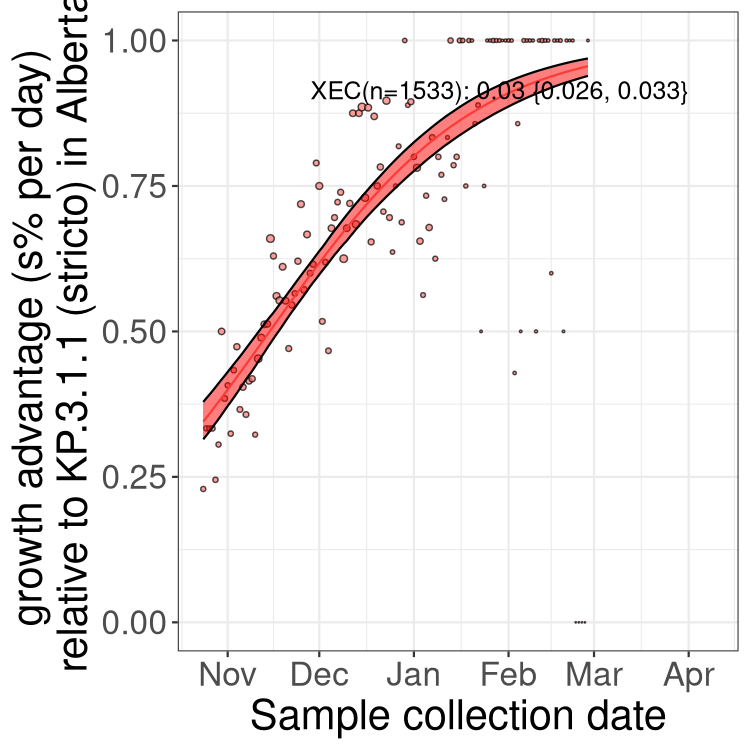 growth advantage (s% per day)
relative to KP.3.1.1 (stricto) in Alberta
1.00
0.75
0.50
0.25
0.00
XEC(n=1533): 0.03 {0.026, 0.033}
Nov Dec Jan Feb Mar Apr
Sample collection date